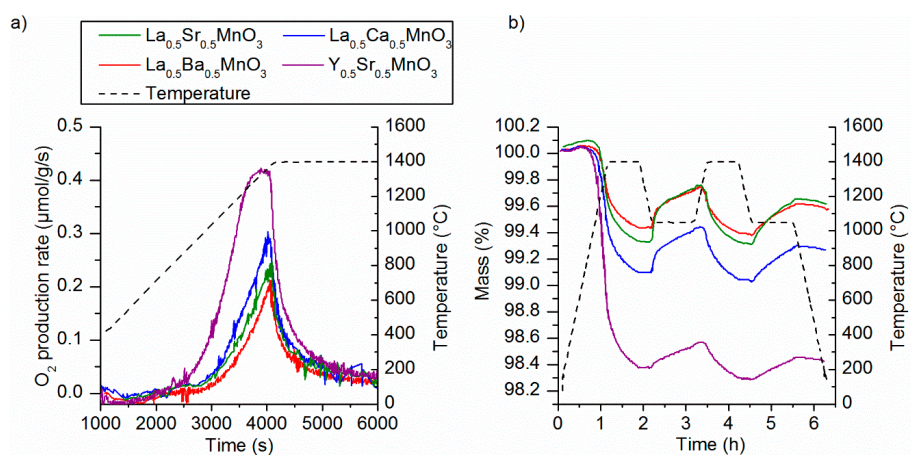 a)
La0.5Sr0.5MnO3
La0.5Ca0.5MnO3
La0.5Ba0.5MnO3
Y0.5Sr0.5MnO3
Temperature
O2 production rate (µmol/g/s)
0.5
0.4
0.3
0.2
0.1
0.0
1000 2000 3000 4000 5000 6000
Time (s)
1600
1400
1200
1000
800
600
400
200
0
Temperature (°C)
b)
Mass (%)
100.2
100.0
99.8
99.6
99.4
99.2
99.0
98.8
98.6
98.4
98.2
0 1 2 3 4 5 6
Time (h)
1600
1400
1200
1000
800
600
400
200
0
Temperature (°C)